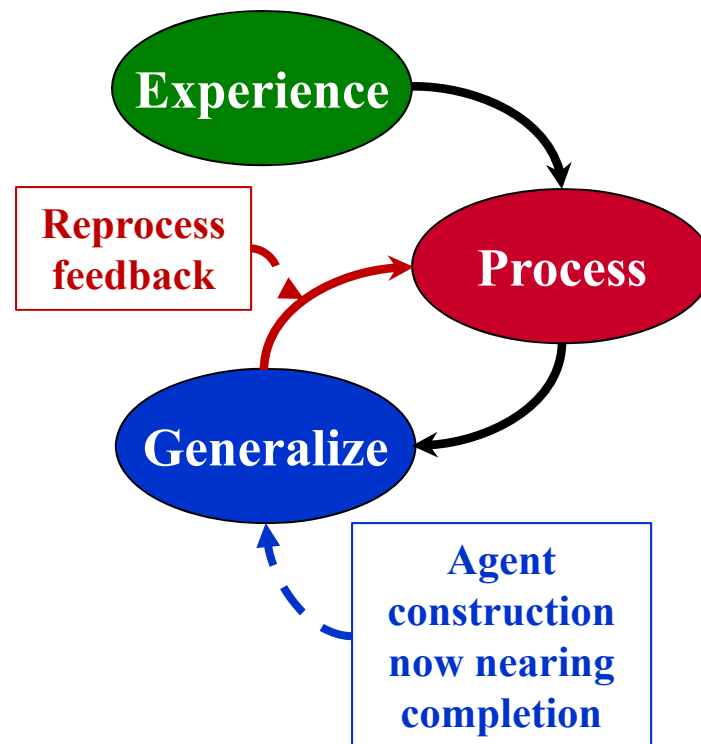 Experience
Reprocess
feedback
Process
Generalize
Agent
construction
now nearing
completion